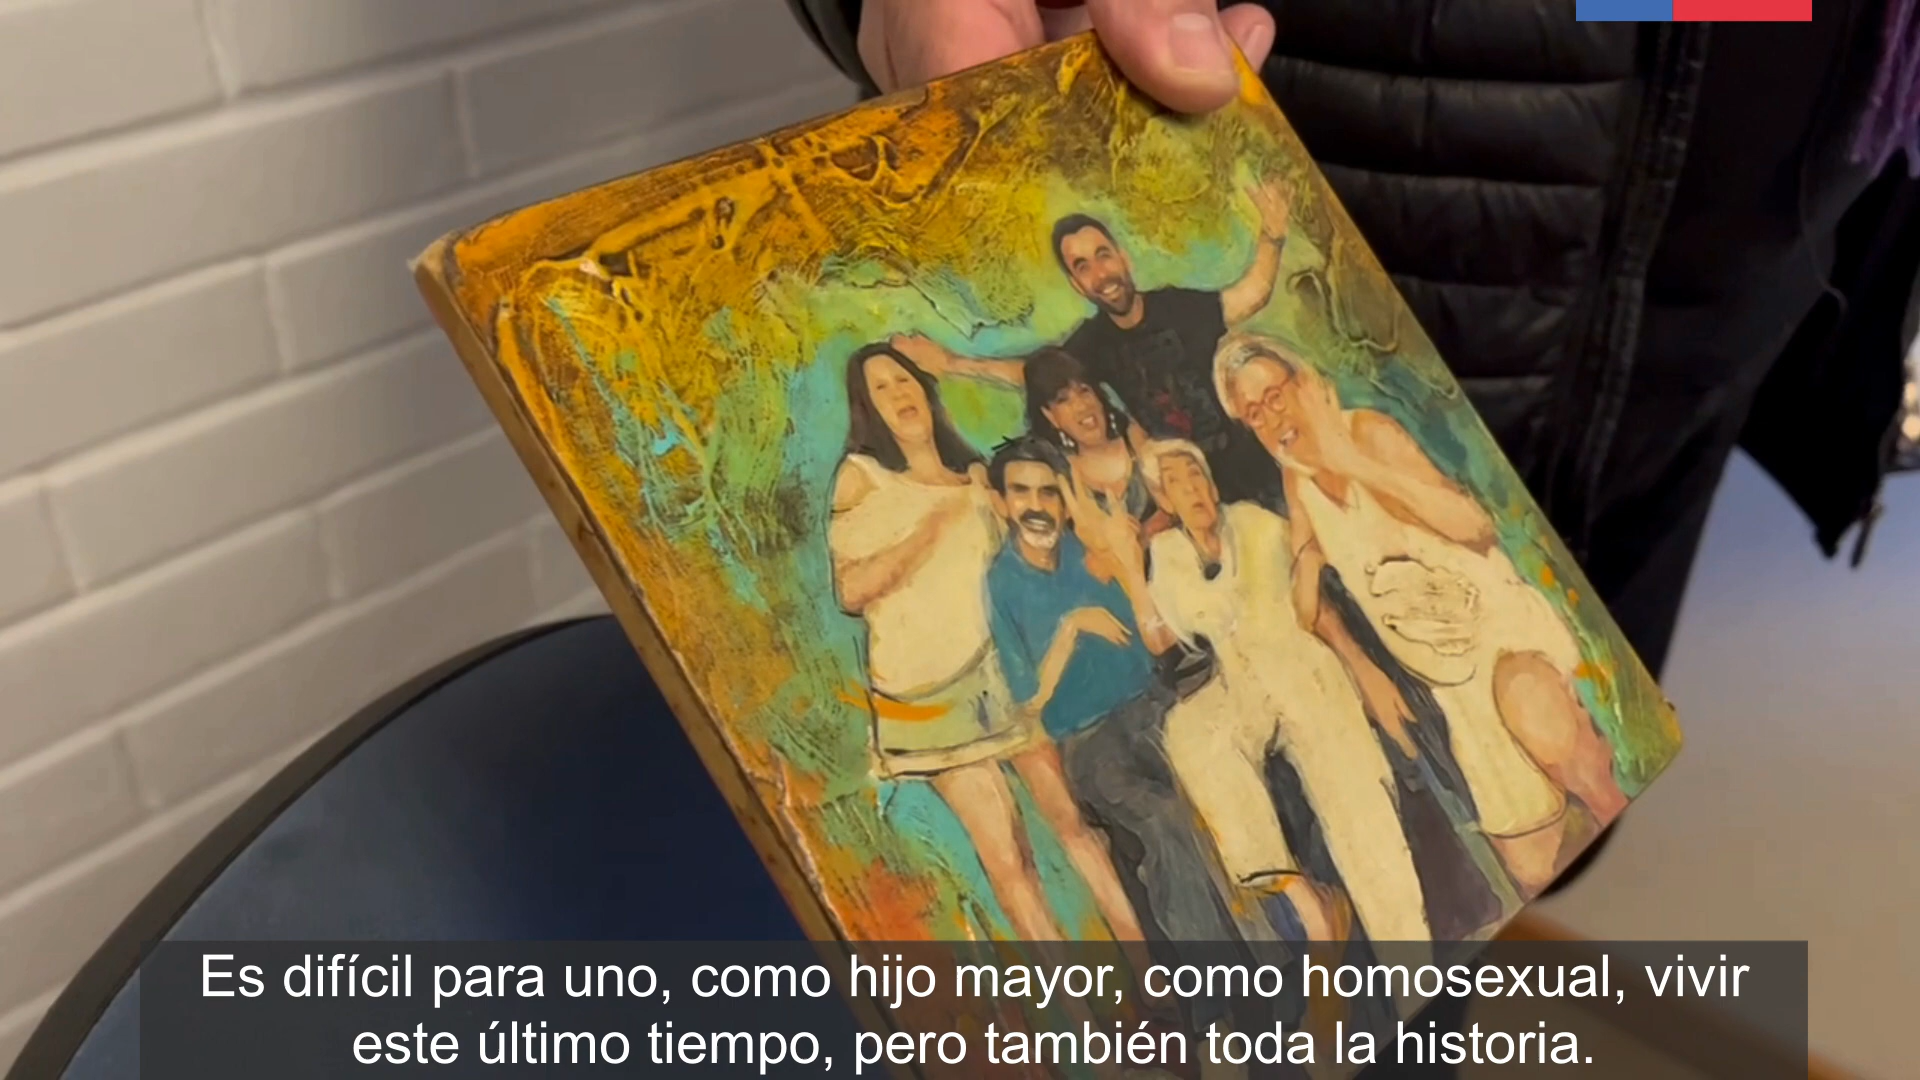 Es difícil para uno, como hijo mayor, como homosexual, vivir
este último tiempo, pero también toda la historia.